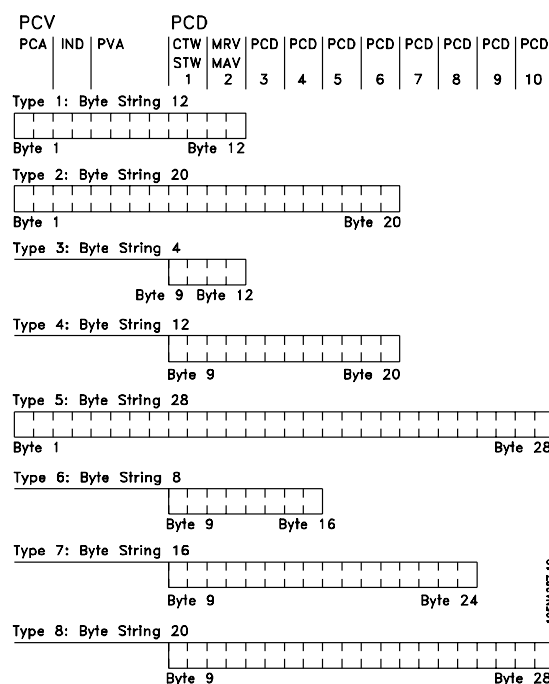 PCV PCD
PCA IND PVA CTW MRV PCD PCD PCD PCD PCD PCD PCD PCD
STW MAV
1 2 3 4 5 6 7 8 9 10
Type 1: Byte String 12
Byte 1 Byte 12
Type 2: Byte String 20
Byte 1 Byte 20
Type 3: Byte String 4
Byte 9 Byte 12
Type 4: Byte String 12
Byte 9 Byte 20
Type 5: Byte String 28
Byte 1 Byte 28
Type 6: Byte String 8
Byte 9 Byte 16
Type 7: Byte String 16
Byte 9 Byte 24
Type 8: Byte String 20
Byte 9 Byte 28